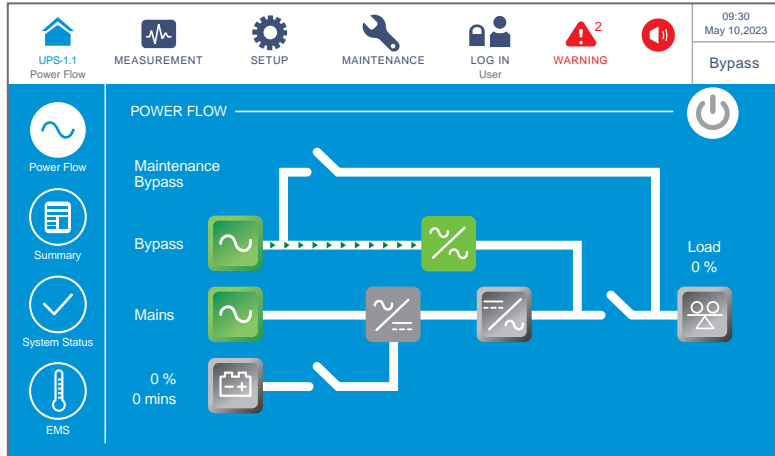 UPS-1.1
Power Flow
MEASUREMENT
SETUP
MAINTENANCE
LOG IN
User
2
WARNING
09:30
May 10,2023
Bypass
POWER FLOW
Power Flow
Summary
System Status
EMS
Maintenance
Bypass
Bypass
Mains
0 %
0 mins
Load
0 %